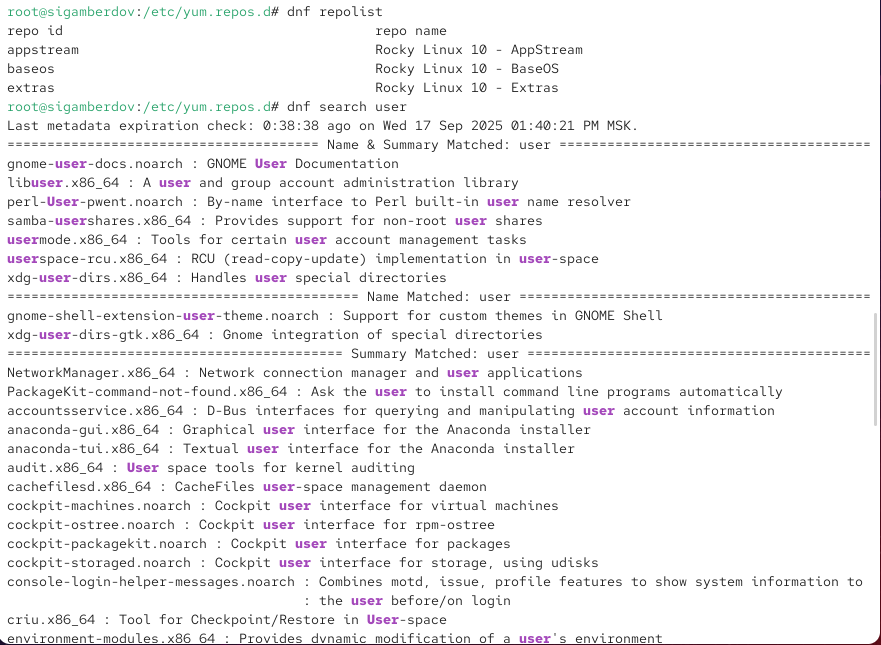 root@sigamberdov:/etc/yum.repos.d# dnf repolist
repo id                                       repo name
appstream                                     Rocky Linux 10 - AppStream
baseos                                        Rocky Linux 10 - BaseOS
extras                                        Rocky Linux 10 - Extras
root@sigamberdov:/etc/yum.repos.d# dnf search user
Last metadata expiration check: 0:38:38 ago on Wed 17 Sep 2025 01:40:21 PM MSK.
======================================= Name & Summary Matched: user =======================================
gnome-user-docs.noarch : GNOME User Documentation
libuser.x86_64 : A user and group account administration library
perl-User-pwent.noarch : By-name interface to Perl built-in user name resolver
samba-usershares.x86_64 : Provides support for non-root user shares
usermode.x86_64 : Tools for certain user account management tasks
userspace-rcu.x86_64 : RCU (read-copy-update) implementation in user-space
xdg-user-dirs.x86_64 : Handles user special directories
============================================ Name Matched: user ============================================
gnome-shell-extension-user-theme.noarch : Support for custom themes in GNOME Shell
xdg-user-dirs-gtk.x86_64 : Gnome integration of special directories
========================================== Summary Matched: user ===========================================
NetworkManager.x86_64 : Network connection manager and user applications
PackageKit-command-not-found.x86_64 : Ask the user to install command line programs automatically
accountsservice.x86_64 : D-Bus interfaces for querying and manipulating user account information
anaconda-gui.x86_64 : Graphical user interface for the Anaconda installer
anaconda-tui.x86_64 : Textual user interface for the Anaconda installer
audit.x86_64 : User space tools for kernel auditing
cachefilesd.x86_64 : CacheFiles user-space management daemon
cockpit-machines.noarch : Cockpit user interface for virtual machines
cockpit-ostree.noarch : Cockpit user interface for rpm-ostree
cockpit-packagekit.noarch : Cockpit user interface for packages
cockpit-storaged.noarch : Cockpit user interface for storage, using udisks
console-login-helper-messages.noarch : Combines motd, issue, profile features to show system information to
                                     : the user before/on login
criu.x86_64 : Tool for Checkpoint/Restore in User-space
environment-modules.x86_64 : Provides dynamic modification of a user's environment